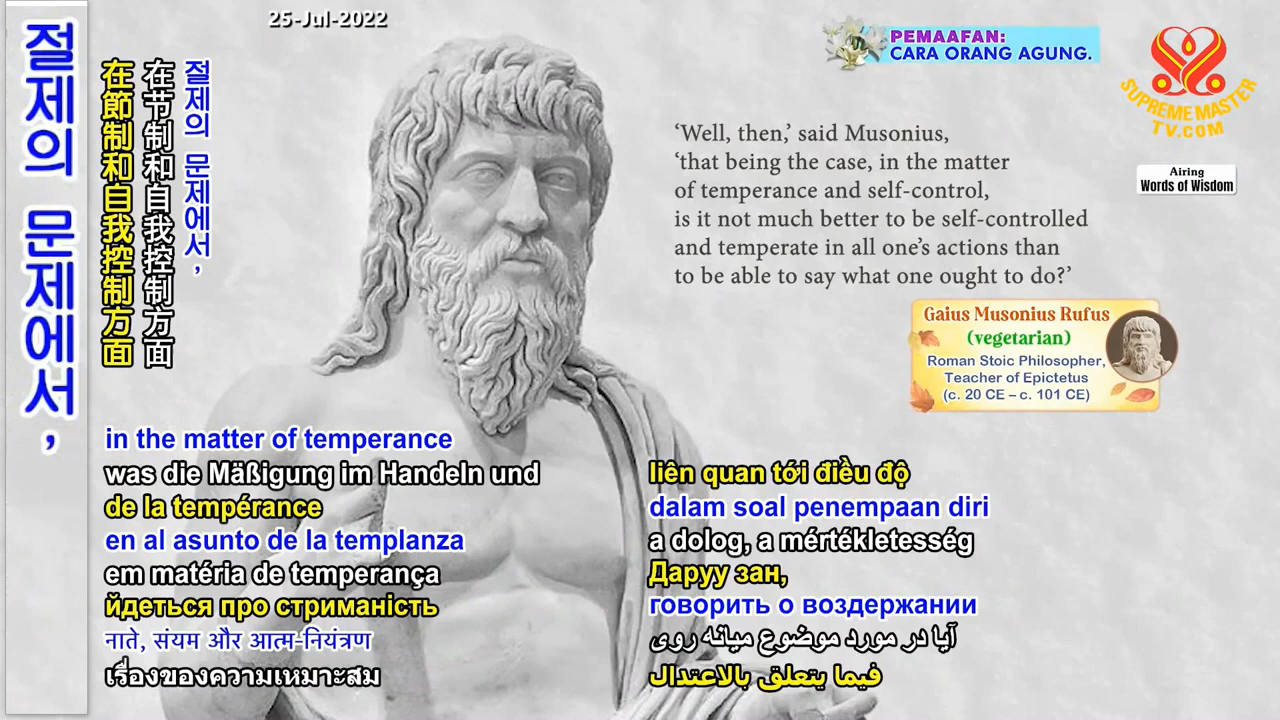 25-Jul-2022
PEMAAFAN:
CARA ORANG AGUNG.
SUPREME MASTER
TV.COM
Airing
Words of Wisdom
절제의 문제에서,
在節制和自我控制方面
在节制和自我控制方面
절제의 문제에서,
‘Well, then,’ said Musonius,
‘that being the case, in the matter
of temperance and self-control,
is it not much better to be self-controlled
and temperate in all one’s actions than
to be able to say what one ought to do?’
Gaius Musonius Rufus
(vegetarian)
Roman Stoic Philosopher,
Teacher of Epictetus
(c. 20 CE – c. 101 CE)
in the matter of temperance
was die Mäßigung im Handeln und
de la tempérance
en al asunto de la templanza
em matéria de temperança
йдеться про стриманість
नाते, संयम और आत्म-नियंत्रण
เรื่องของความเหมาะสม
liên quan tới điều độ
dalam soal penempaan diri
a dolog, a mértékletesség
Даруу зан,
говорить о воздержании
آیا در مورد موضوع میانه روی
فيما يتعلق بالاعتدال